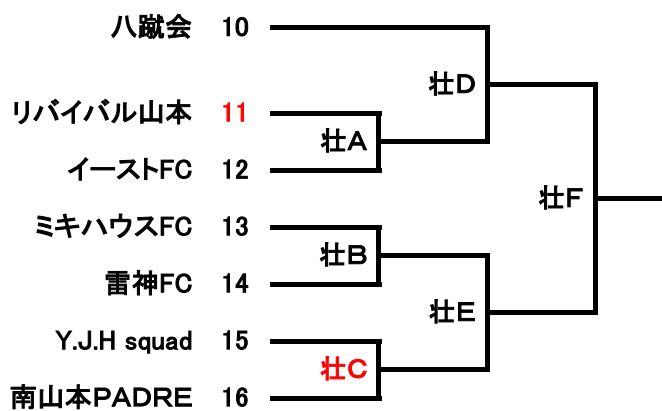 八蹴会 10
壮D
リバイバル山本 11
壮A
イーストFC 12
壮F
ミキハウスFC 13
壮B
雷神FC 14
壮E
Y.J.H squad 15
壮C
南山本PADRE 16